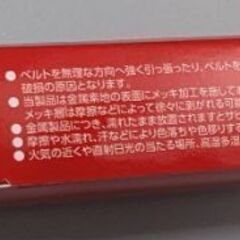 ●ベルトを無理な方向へ強く引っ張ったり、ベルトを
破損の原因となります。
●当製品は金属素地の表面にメッキ加工を施して
メッキ層は摩擦などによって徐々に剥がれる可能
●金属製品につき、濡れたまま放置されますとサビ
●摩擦や水濡れ、汗などにより色落ちや色移りす
●火気の近くや直射日光の当たる場所、高温多湿